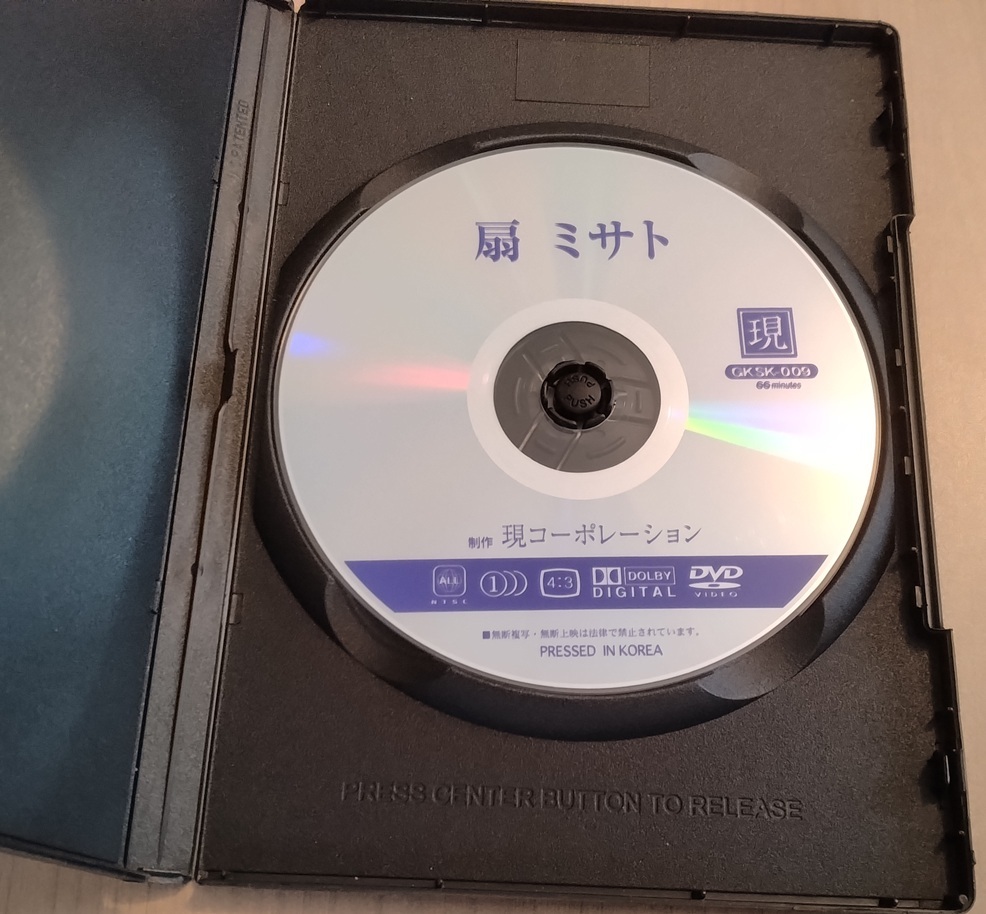 扇 ミサト
現
GKSK-009
66 minutes
制作 現コーポレーション
ALL
NTSC
1
4:3
DOLBY
DIGITAL
DVD
VIDEO
■無断複写・無断上映は法律で禁止されています。
PRESSED IN KOREA
PUSH
PUSH
PATENTED
PRESS CENTER BUTTON TO RELEASE